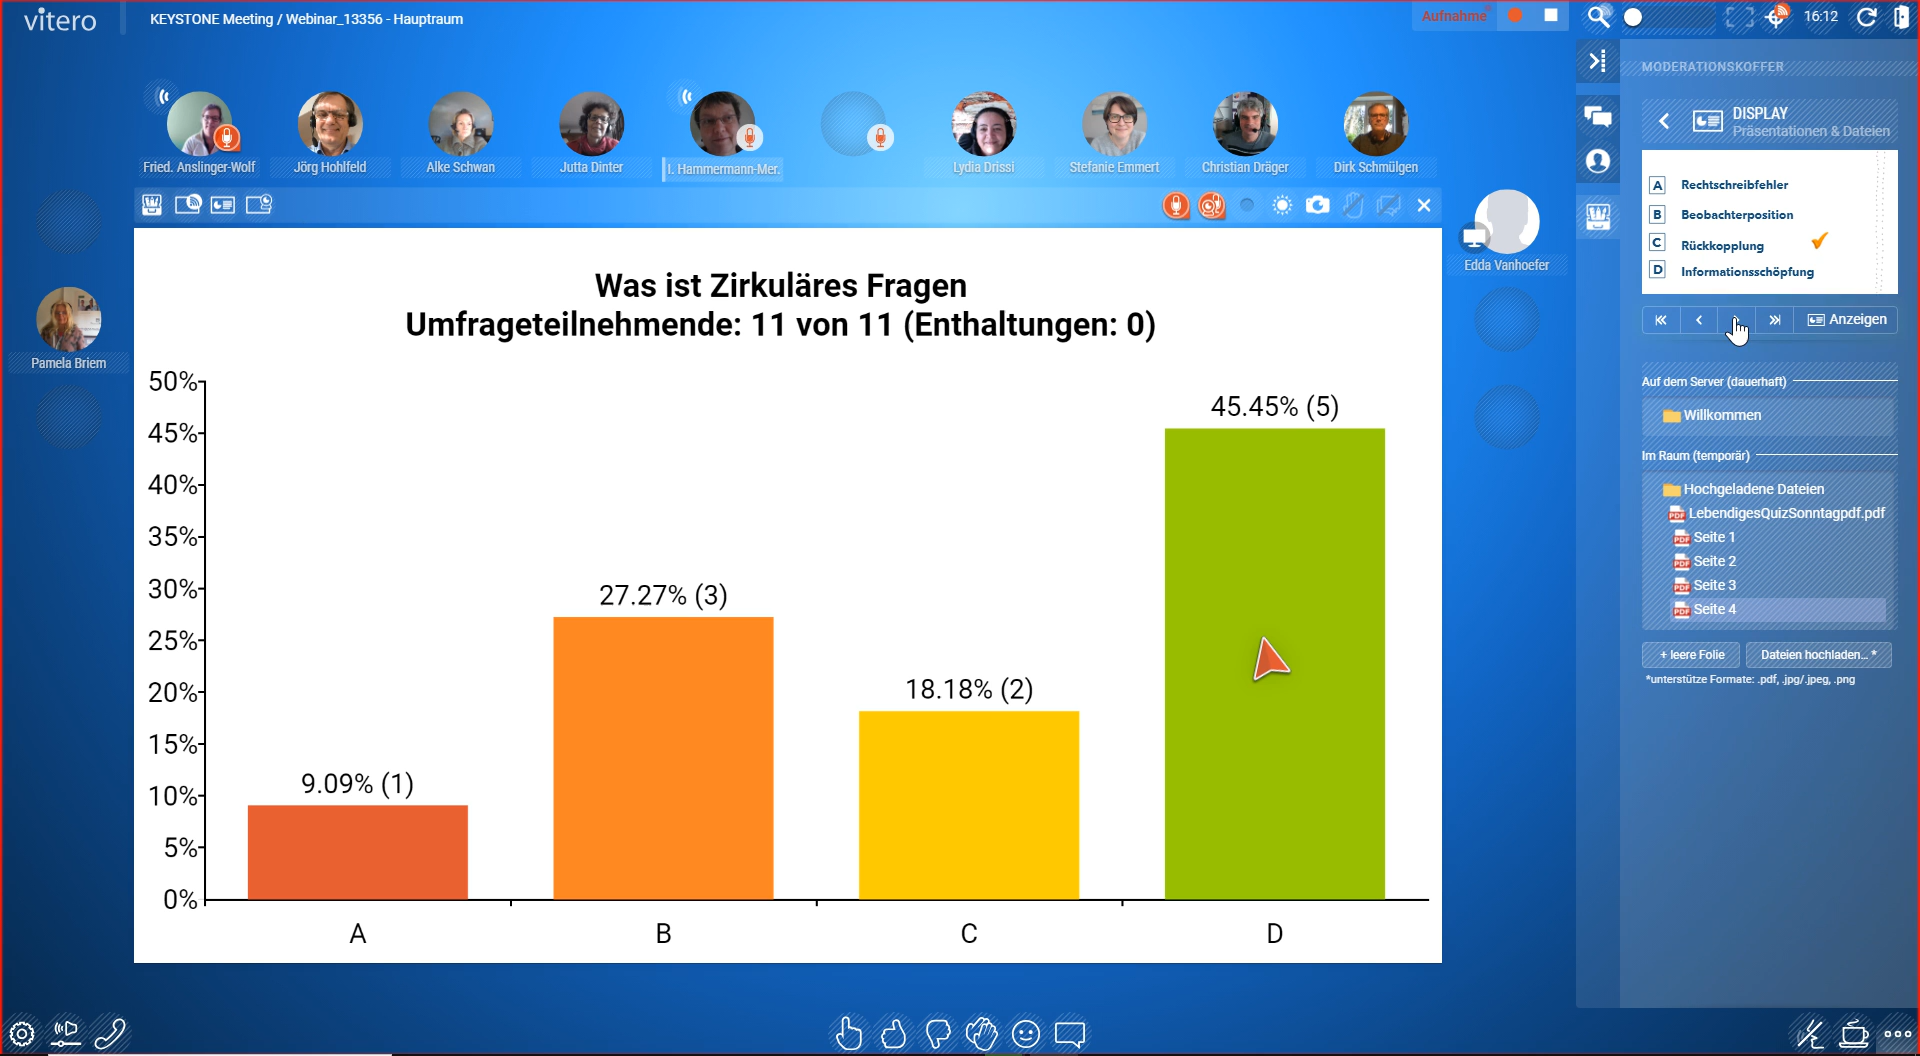 vitero
KEYSTONE Meeting / Webinar_13356 - Hauptraum
Aufnahme
16:12
MODERATIONSKOFFER
DISPLAY
Präsentationen & Dateien
Fried. Anslinger-Wolf
Jörg Hohlfeld
Alke Schwan
Jutta Dinter
I. Hammermann-Mer.
Lydia Drissi
Stefanie Emmert
Christian Dräger
Dirk Schmülgen
Pamela Briem
Edda Vanhoefer
Was ist Zirkuläres Fragen
Umfrageteilnehmende: 11 von 11 (Enthaltungen: 0)
50%
45%
40%
35%
30%
25%
20%
15%
10%
5%
0%
9.09% (1)
27.27% (3)
18.18% (2)
45.45% (5)
A
B
C
D
A Rechtschreibfehler
B Beobachterposition
C Rückkopplung
D Informationsschöpfung
Anzeigen
Auf dem Server (dauerhaft)
Willkommen
Im Raum (temporär)
Hochgeladene Dateien
PDF LebendigesQuizSonntagpdf.pdf
PDF Seite 1
PDF Seite 2
PDF Seite 3
PDF Seite 4
+ leere Folie
Dateien hochladen... *
*unterstütze Formate: .pdf, .jpg/.jpeg, .png